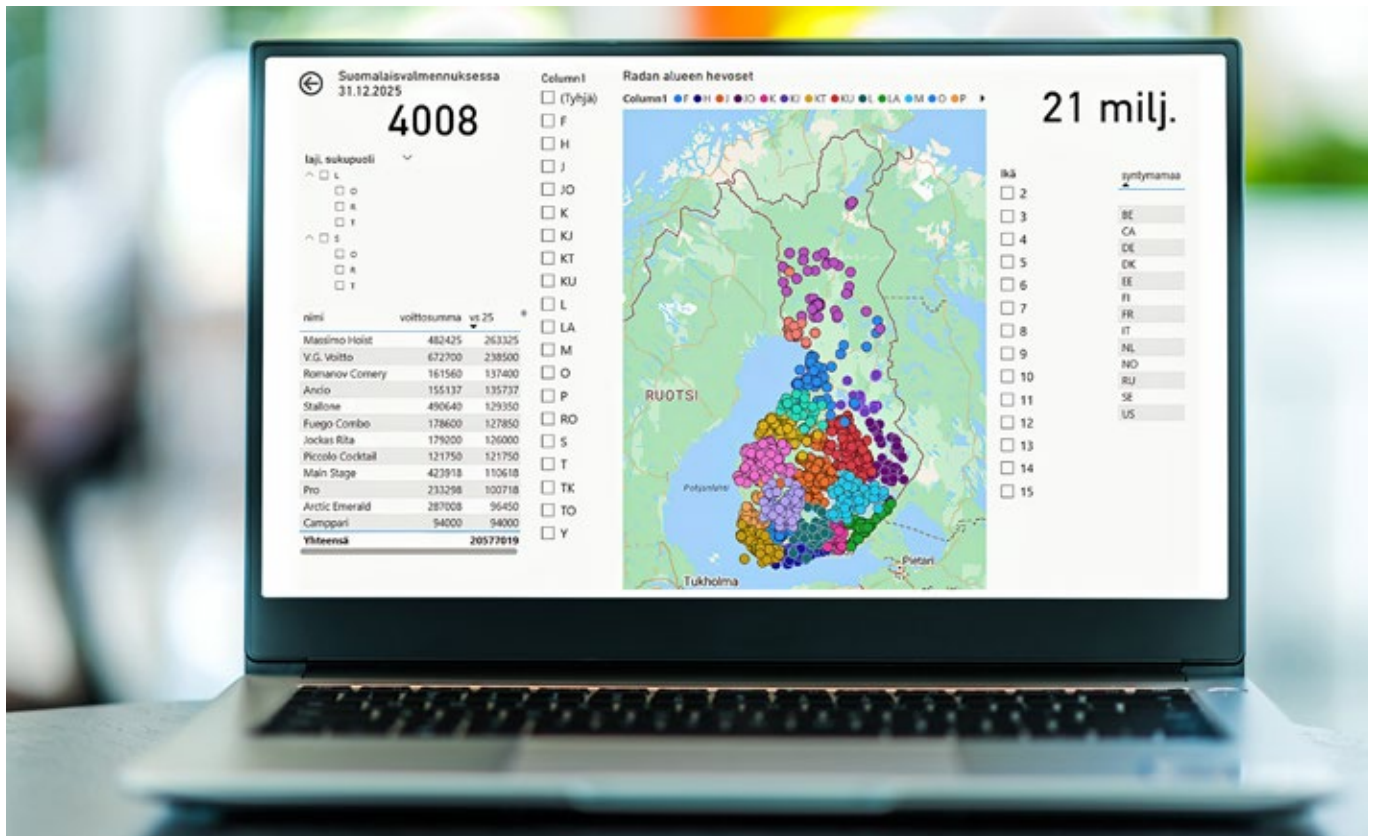 Suomalaisvalmennuksessa
31.12.2025
4008
laji, sukupuoli
L
O
R
T
S
O
R
T
nimi voittosumma vs 25
Massimo Hoist 482425 263325
V.G. Voitto 672700 238500
Romanov Comery 161560 137400
Ancio 155137 135737
Stallone 490640 129350
Fuego Combo 178600 127850
Jockas Rita 179200 126000
Piccolo Cocktail 121750 121750
Main Stage 423918 110618
Pro 233298 100718
Arctic Emerald 287008 96450
Camppari 94000 94000
Yhteensä 20577019
Column1
(Tyhjä)
F
H
J
JO
K
KJ
KT
KU
L
LA
M
O
P
RO
S
T
TK
TO
Y
Radan alueen hevoset
Column1 F H J JO K KJ KT KU L LA M O P
RUOTSI
Pohjanlahti
Pietari
Tukholma
21 milj.
Ikä
2
3
4
5
6
7
8
9
10
11
12
13
14
15
syntymamaa
BE
CA
DE
DK
EE
FI
FR
IT
NL
NO
RU
SE
US